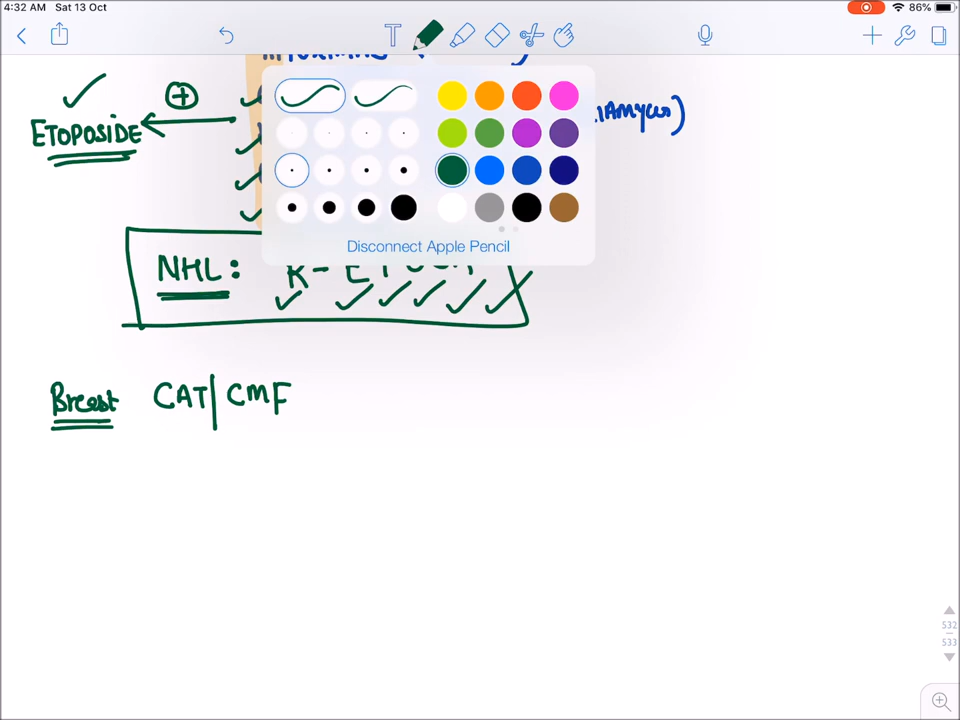 4:32 AM Sat 13 Oct 86%
T
ETOPOSIDE +
Disconnect Apple Pencil
NHL: R-E
Breast CAT|CMF
532
533